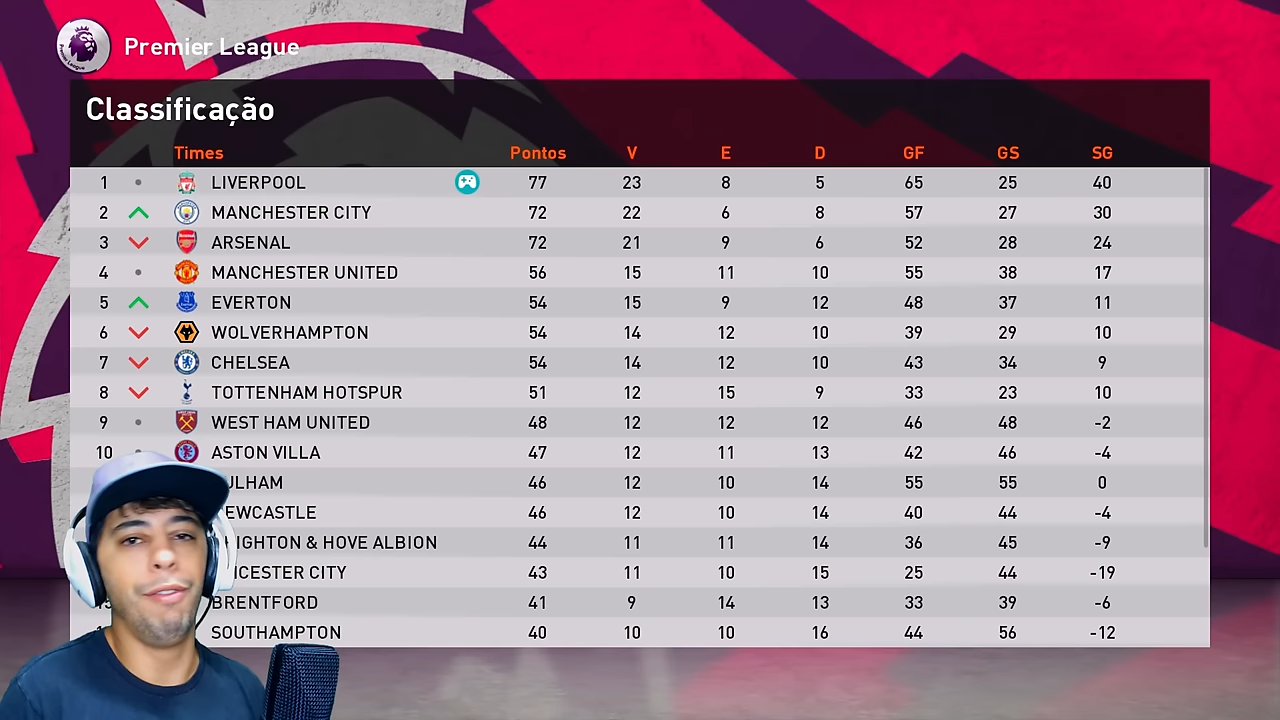 Premier League
Classificação
Times Pontos V E D GF GS SG
1 LIVERPOOL 77 23 8 5 65 25 40
2 MANCHESTER CITY 72 22 6 8 57 27 30
3 ARSENAL 72 21 9 6 52 28 24
4 MANCHESTER UNITED 56 15 11 10 55 38 17
5 EVERTON 54 15 9 12 48 37 11
6 WOLVERHAMPTON 54 14 12 10 39 29 10
7 CHELSEA 54 14 12 10 43 34 9
8 TOTTENHAM HOTSPUR 51 12 15 9 33 23 10
9 WEST HAM UNITED 48 12 12 12 46 48 -2
10 ASTON VILLA 47 12 11 13 42 46 -4
ULHAM 46 12 10 14 55 55 0
EWCASTLE 46 12 10 14 40 44 -4
IGHTON & HOVE ALBION 44 11 11 14 36 45 -9
ICESTER CITY 43 11 10 15 25 44 -19
BRENTFORD 41 9 14 13 33 39 -6
SOUTHAMPTON 40 10 10 16 44 56 -12